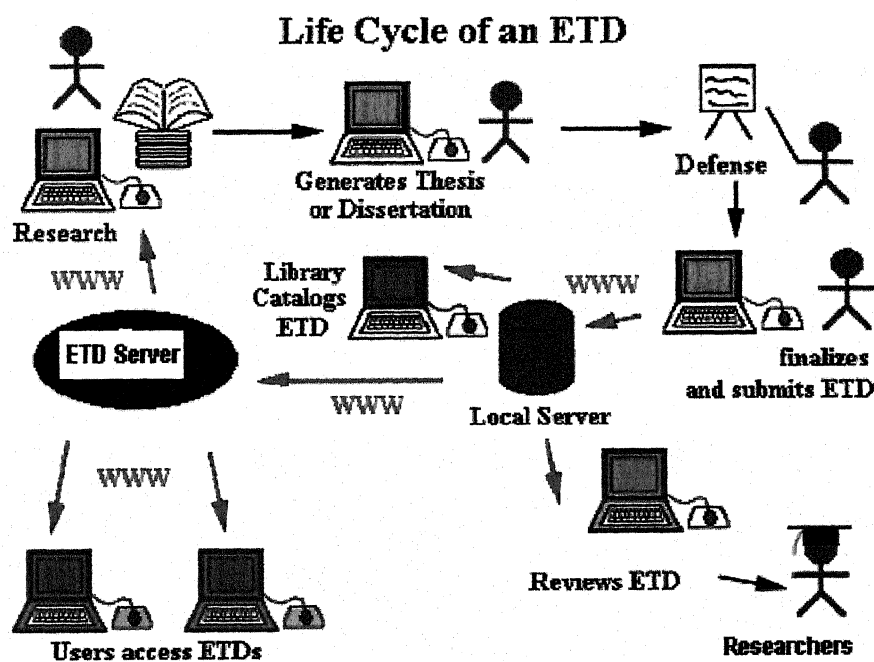 Life Cycle of an ETD
Research
Generates Thesis
or Dissertation
Defense
WWW
Library
Catalogs
ETD
WWW
finalizes
and submits ETD
ETD Server
WWW
Local Server
WWW
Reviews ETD
Users access ETDs
Researchers